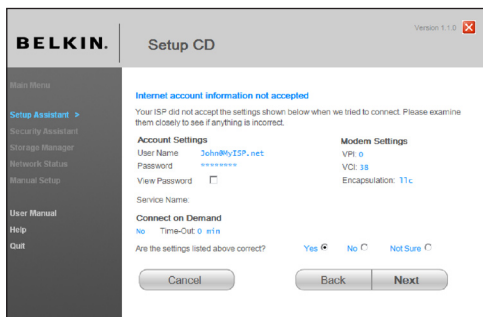 BELKIN.
Setup CD
Version 1.1.0
Main Menu
Setup Assistant >
Security Assistant
Storage Manager
Network Status
Manual Setup
User Manual
Help
Quit
Internet account information not accepted
Your ISP did not accept the settings shown below when we tried to connect. Please examine
them closely to see if anything is incorrect.
Account Settings
User Name John@MyISP.net
Password ********
View Password
Service Name:
Modem Settings
VPI: 0
VCI: 38
Encapsulation: llc
Connect on Demand
No Time-Out: 0 min
Are the settings listed above correct? Yes No Not Sure
Cancel Back Next